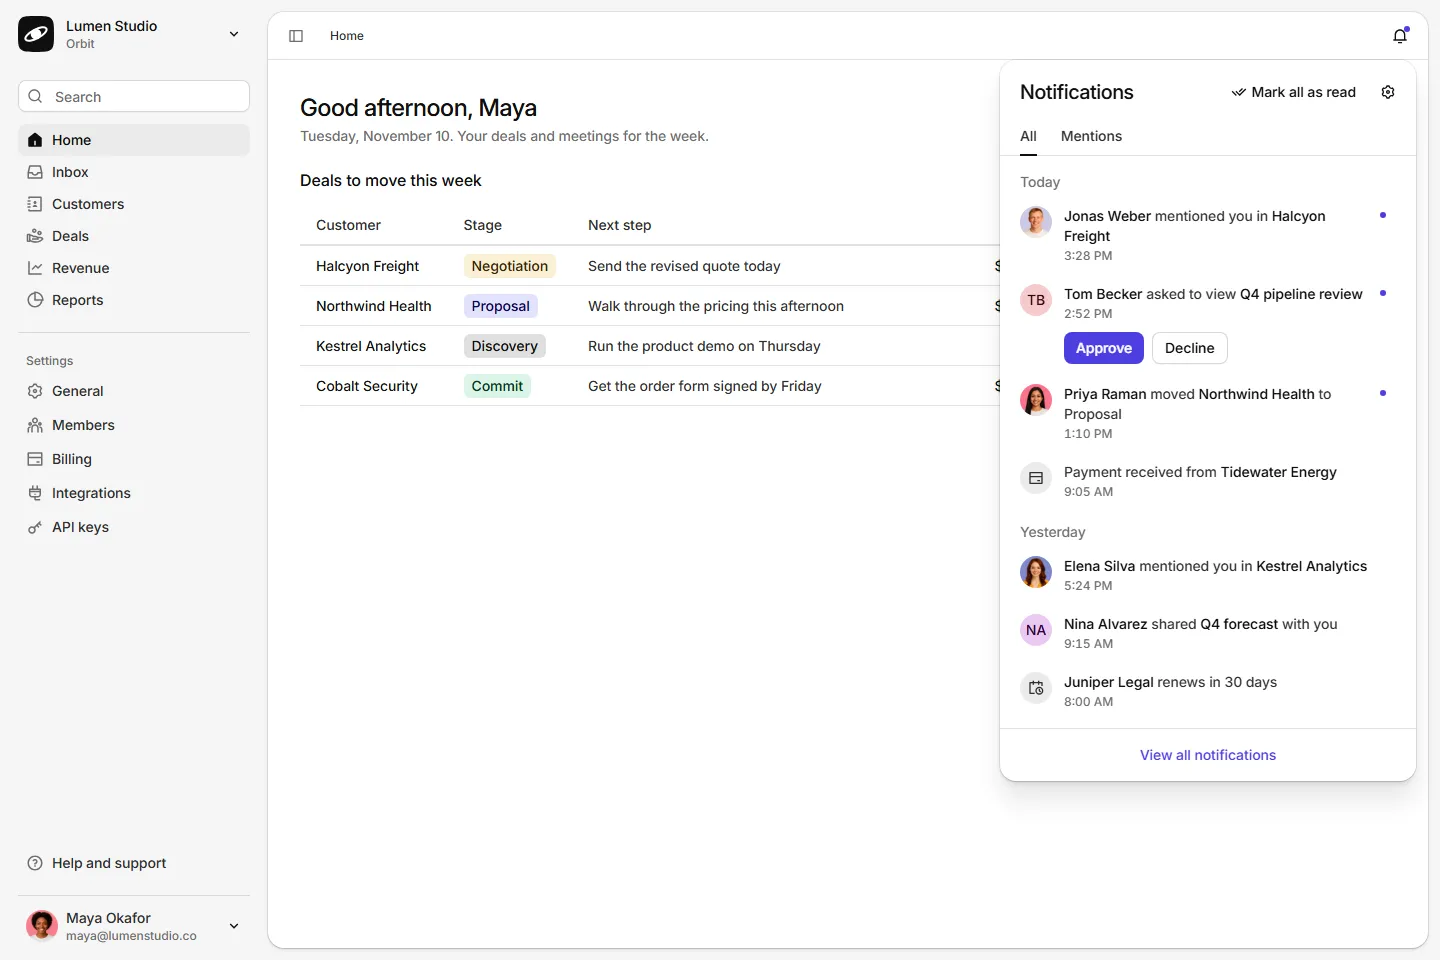 Lumen Studio
Orbit
Search
Home
Inbox
Customers
Deals
Revenue
Reports
Settings
General
Members
Billing
Integrations
API keys
Help and support
Maya Okafor
maya@lumenstudio.co
Home
Good afternoon, Maya
Tuesday, November 10. Your deals and meetings for the week.
Deals to move this week
Customer Stage Next step
Halcyon Freight Negotiation Send the revised quote today $
Northwind Health Proposal Walk through the pricing this afternoon $
Kestrel Analytics Discovery Run the product demo on Thursday
Cobalt Security Commit Get the order form signed by Friday $
Notifications Mark all as read
All Mentions
Today
Jonas Weber mentioned you in Halcyon
Freight
3:28 PM
TB Tom Becker asked to view Q4 pipeline review
2:52 PM
Approve Decline
Priya Raman moved Northwind Health to
Proposal
1:10 PM
Payment received from Tidewater Energy
9:05 AM
Yesterday
Elena Silva mentioned you in Kestrel Analytics
5:24 PM
NA Nina Alvarez shared Q4 forecast with you
9:15 AM
Juniper Legal renews in 30 days
8:00 AM
View all notifications